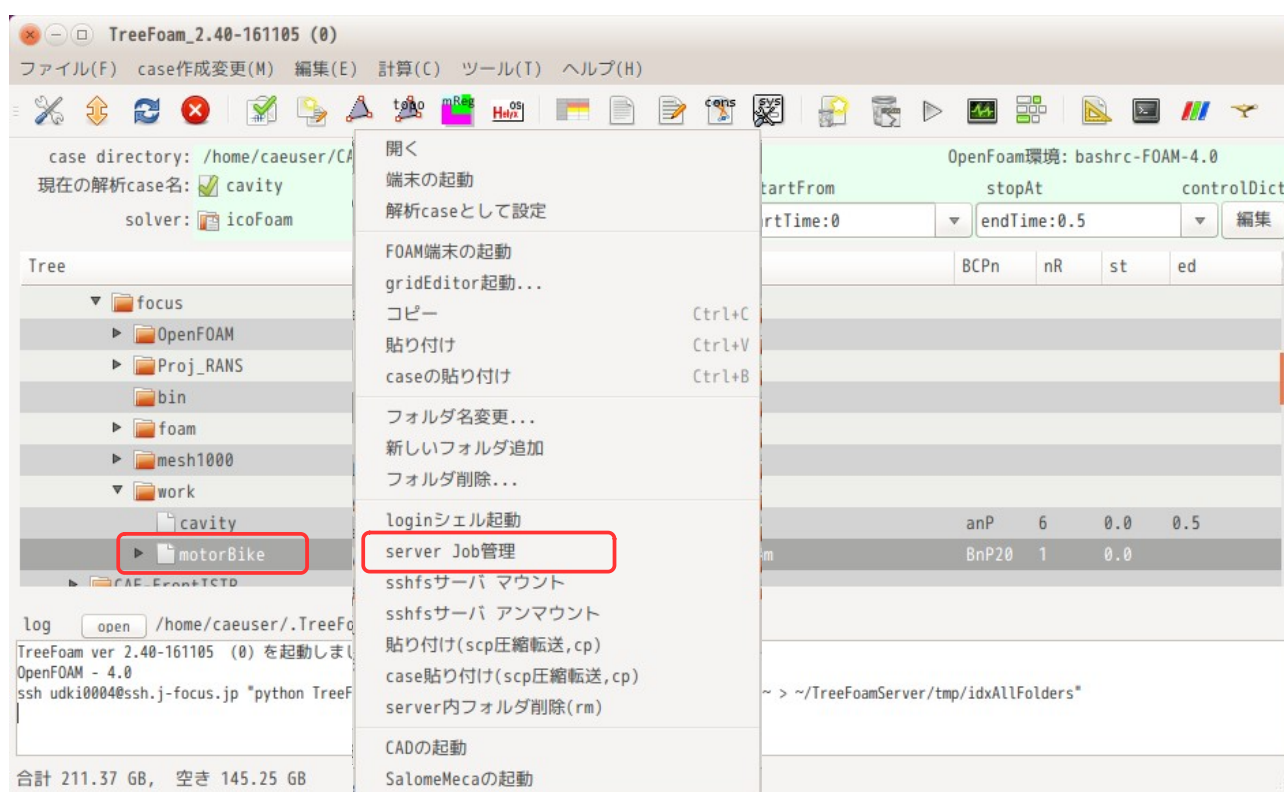 TreeFoam_2.40-161105 (0)
ファイル(F) case作成変更(M) 編集(E) 計算(C) ツール(T) ヘルプ(H)
topo mReg Helyx OS cons sys
case directory: /home/caeuser/CA
OpenFoam環境: bashrc-FOAM-4.0
現在の解析case名: cavity
tartFrom stopAt controlDict
solver: icoFoam
rtTime:0 endTime:0.5 編集
Tree BCPn nR st ed
focus
OpenFOAM
Proj_RANS
bin
foam
mesh1000
work
cavity anP 6 0.0 0.5
motorBike m BnP20 1 0.0
CAE-FrontISTR
開く
端末の起動
解析caseとして設定
FOAM端末の起動
gridEditor起動...
コピー Ctrl+C
貼り付け Ctrl+V
caseの貼り付け Ctrl+B
フォルダ名変更...
新しいフォルダ追加
フォルダ削除...
loginシェル起動
server Job管理
sshfsサーバ マウント
sshfsサーバ アンマウント
貼り付け(scp圧縮転送,cp)
case貼り付け(scp圧縮転送,cp)
server内フォルダ削除(rm)
CADの起動
SalomeMecaの起動
log open /home/caeuser/.TreeFo
TreeFoam ver 2.40-161105 (0) を起動しまし
OpenFOAM - 4.0
ssh udki0004@ssh.j-focus.jp "python TreeF ~ > ~/TreeFoamServer/tmp/idxAllFolders"
合計 211.37 GB, 空き 145.25 GB